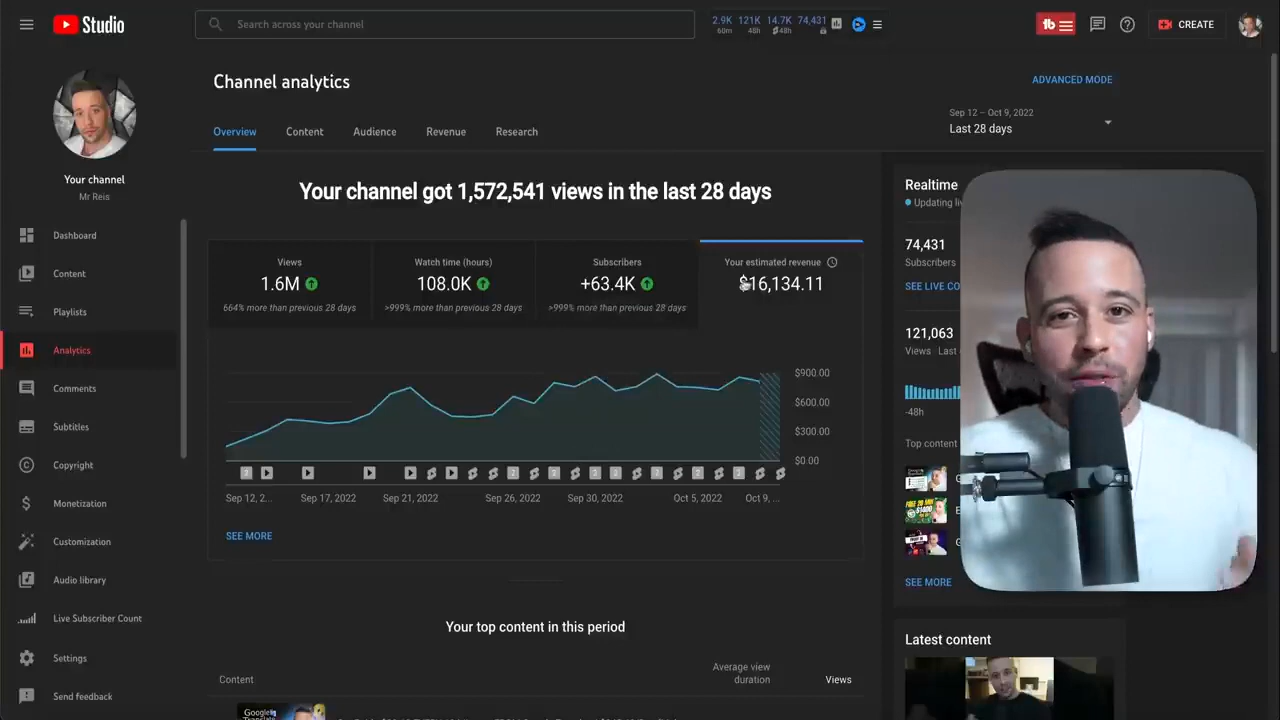 Studio
Search across your channel
2.9K 121K 14.7K 74,431
60m 48h 48h
tb
CREATE
Your channel
Mr Reis
Dashboard
Content
Playlists
Analytics
Comments
Subtitles
Copyright
Monetization
Customization
Audio library
Live Subscriber Count
Settings
Send feedback
Channel analytics
ADVANCED MODE
Overview Content Audience Revenue Research
Sep 12 – Oct 9, 2022
Last 28 days
Your channel got 1,572,541 views in the last 28 days
Views
1.6M
664% more than previous 28 days
Watch time (hours)
108.0K
>999% more than previous 28 days
Subscribers
+63.4K
>999% more than previous 28 days
Your estimated revenue
$16,134.11
$900.00
$600.00
$300.00
$0.00
Sep 12, 2... Sep 17, 2022 Sep 21, 2022 Sep 26, 2022 Sep 30, 2022 Oct 5, 2022 Oct 9, ...
SEE MORE
Your top content in this period
Content
Average view
duration
Views
Realtime
Updating li
74,431
Subscribers
SEE LIVE CO
121,063
Views Last
-48h
Top content
SEE MORE
Latest content